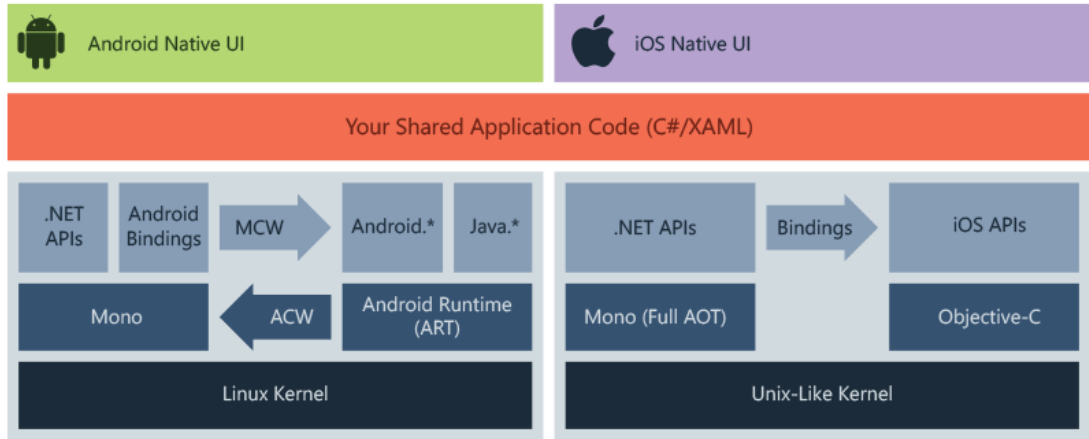 Android Native UI
iOS Native UI
Your Shared Application Code (C#/XAML)
.NET
APIs
Android
Bindings
MCW
Android.*
Java.*
Mono
ACW
Android Runtime
(ART)
Linux Kernel
.NET APIs
Bindings
iOS APIs
Mono (Full AOT)
Objective-C
Unix-Like Kernel